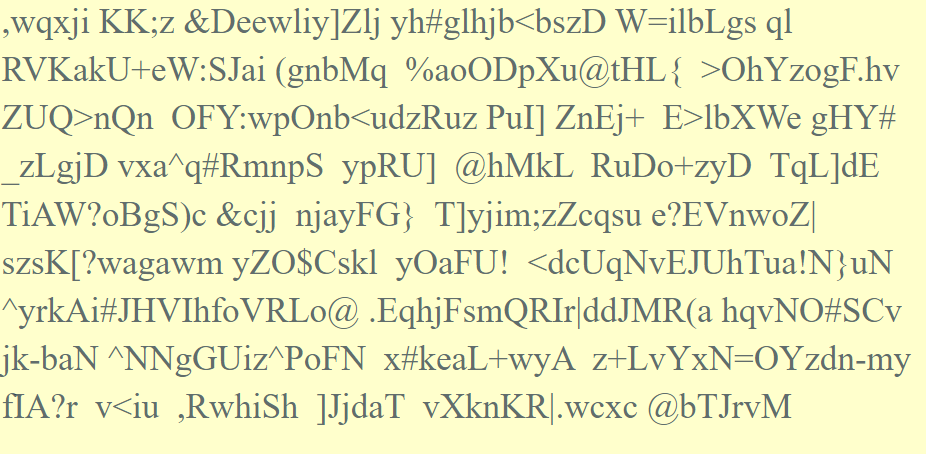 ,wqxji KK;z &Deewliy]Zlj yh#glhjb<bszD W=ilbLgs ql
RVKakU+eW:SJai (gnbMq  %aoODpXu@tHL{  >OhYzogF.hv
ZUQ>nQn  OFY:wpOnb<udzRuz PuI] ZnEj+  E>lbXWe gHY#
_zLgjD vxa^q#RmnpS  ypRU]  @hMkL  RuDo+zyD  TqL]dE
TiAW?oBgS)c &cjj  njayFG}  T]yjim;zZcqsu e?EVnwoZ|
szsK[?wagawm yZO$Cskl  yOaFU!  <dcUqNvEJUhTua!N}uN
^yrkAi#JHVIhfoVRLo@ .EqhjFsmQRIr|ddJMR(a hqvNO#SCv
jk-baN ^NNgGUiz^PoFN  x#keaL+wyA  z+LvYxN=OYzdn-my
fIA?r  v<iu  ,RwhiSh  ]JjdaT  vXknKR|.wcxc @bTJrvM